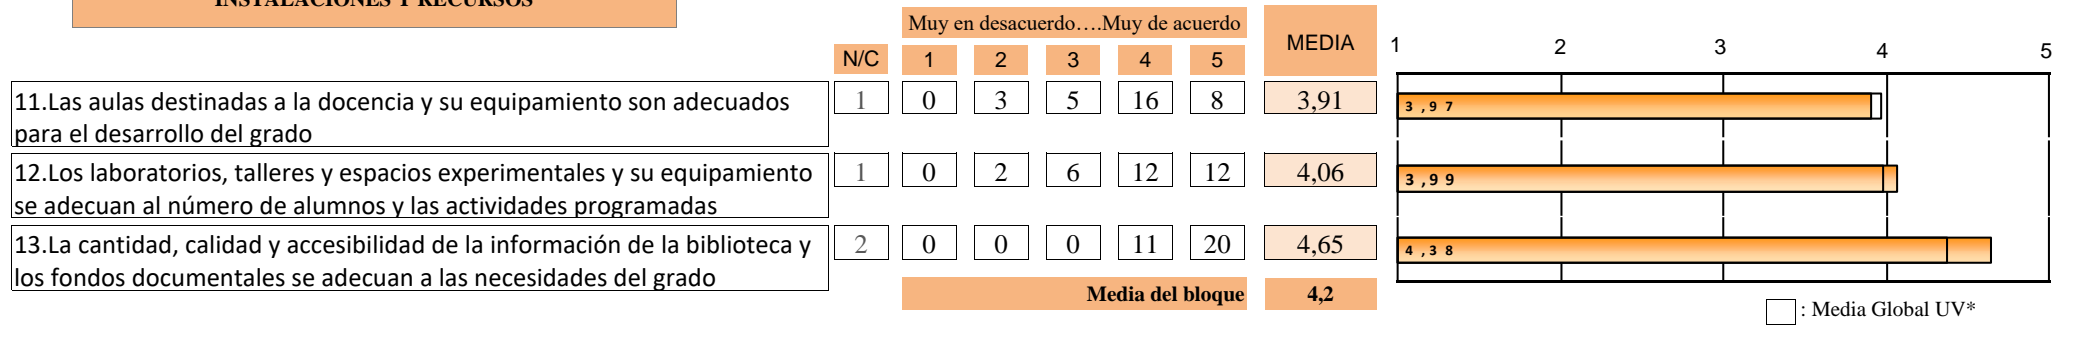 INSTALACIONES Y RECURSOS
Muy en desacuerdo….Muy de acuerdo
MEDIA
N/C 1 2 3 4 5
1 2 3 4 5
11.Las aulas destinadas a la docencia y su equipamiento son adecuados
para el desarrollo del grado
1 0 3 5 16 8 3,91
3,97
12.Los laboratorios, talleres y espacios experimentales y su equipamiento
se adecuan al número de alumnos y las actividades programadas
1 0 2 6 12 12 4,06
3,99
13.La cantidad, calidad y accesibilidad de la información de la biblioteca y
los fondos documentales se adecuan a las necesidades del grado
2 0 0 0 11 20 4,65
4,38
Media del bloque 4,2
: Media Global UV*